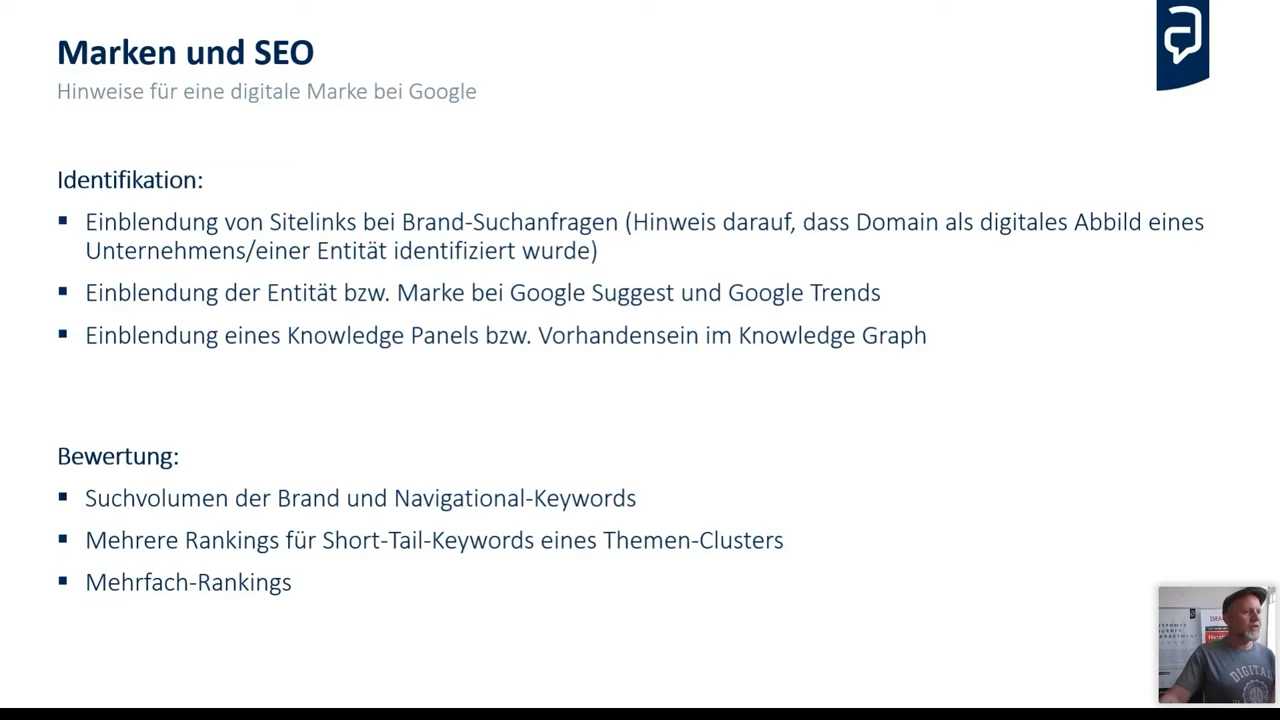 Marken und SEO
Hinweise für eine digitale Marke bei Google
Identifikation:
▪ Einblendung von Sitelinks bei Brand-Suchanfragen (Hinweis darauf, dass Domain als digitales Abbild eines
Unternehmens/einer Entität identifiziert wurde)
▪ Einblendung der Entität bzw. Marke bei Google Suggest und Google Trends
▪ Einblendung eines Knowledge Panels bzw. Vorhandensein im Knowledge Graph
Bewertung:
▪ Suchvolumen der Brand und Navigational-Keywords
▪ Mehrere Rankings für Short-Tail-Keywords eines Themen-Clusters
▪ Mehrfach-Rankings
DIGITAL